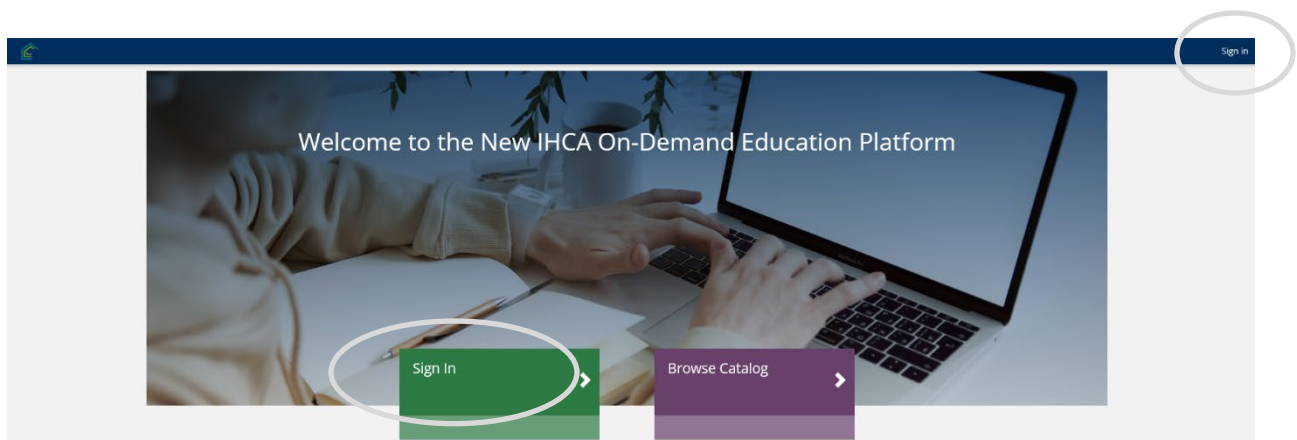 Sign in
Welcome to the New IHCA On-Demand Education Platform
Sign In
Browse Catalog